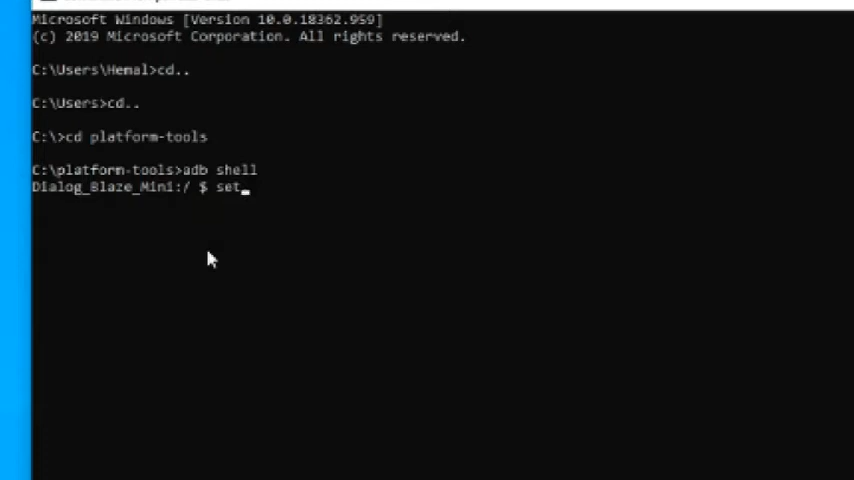 Microsoft Windows [Version 10.0.18362.959]
(c) 2019 Microsoft Corporation. All rights reserved.
C:\Users\Hemal>cd..
C:\Users>cd..
C:\>cd platform-tools
C:\platform-tools>adb shell
Dialog_Blaze_Mini:/ $ set_